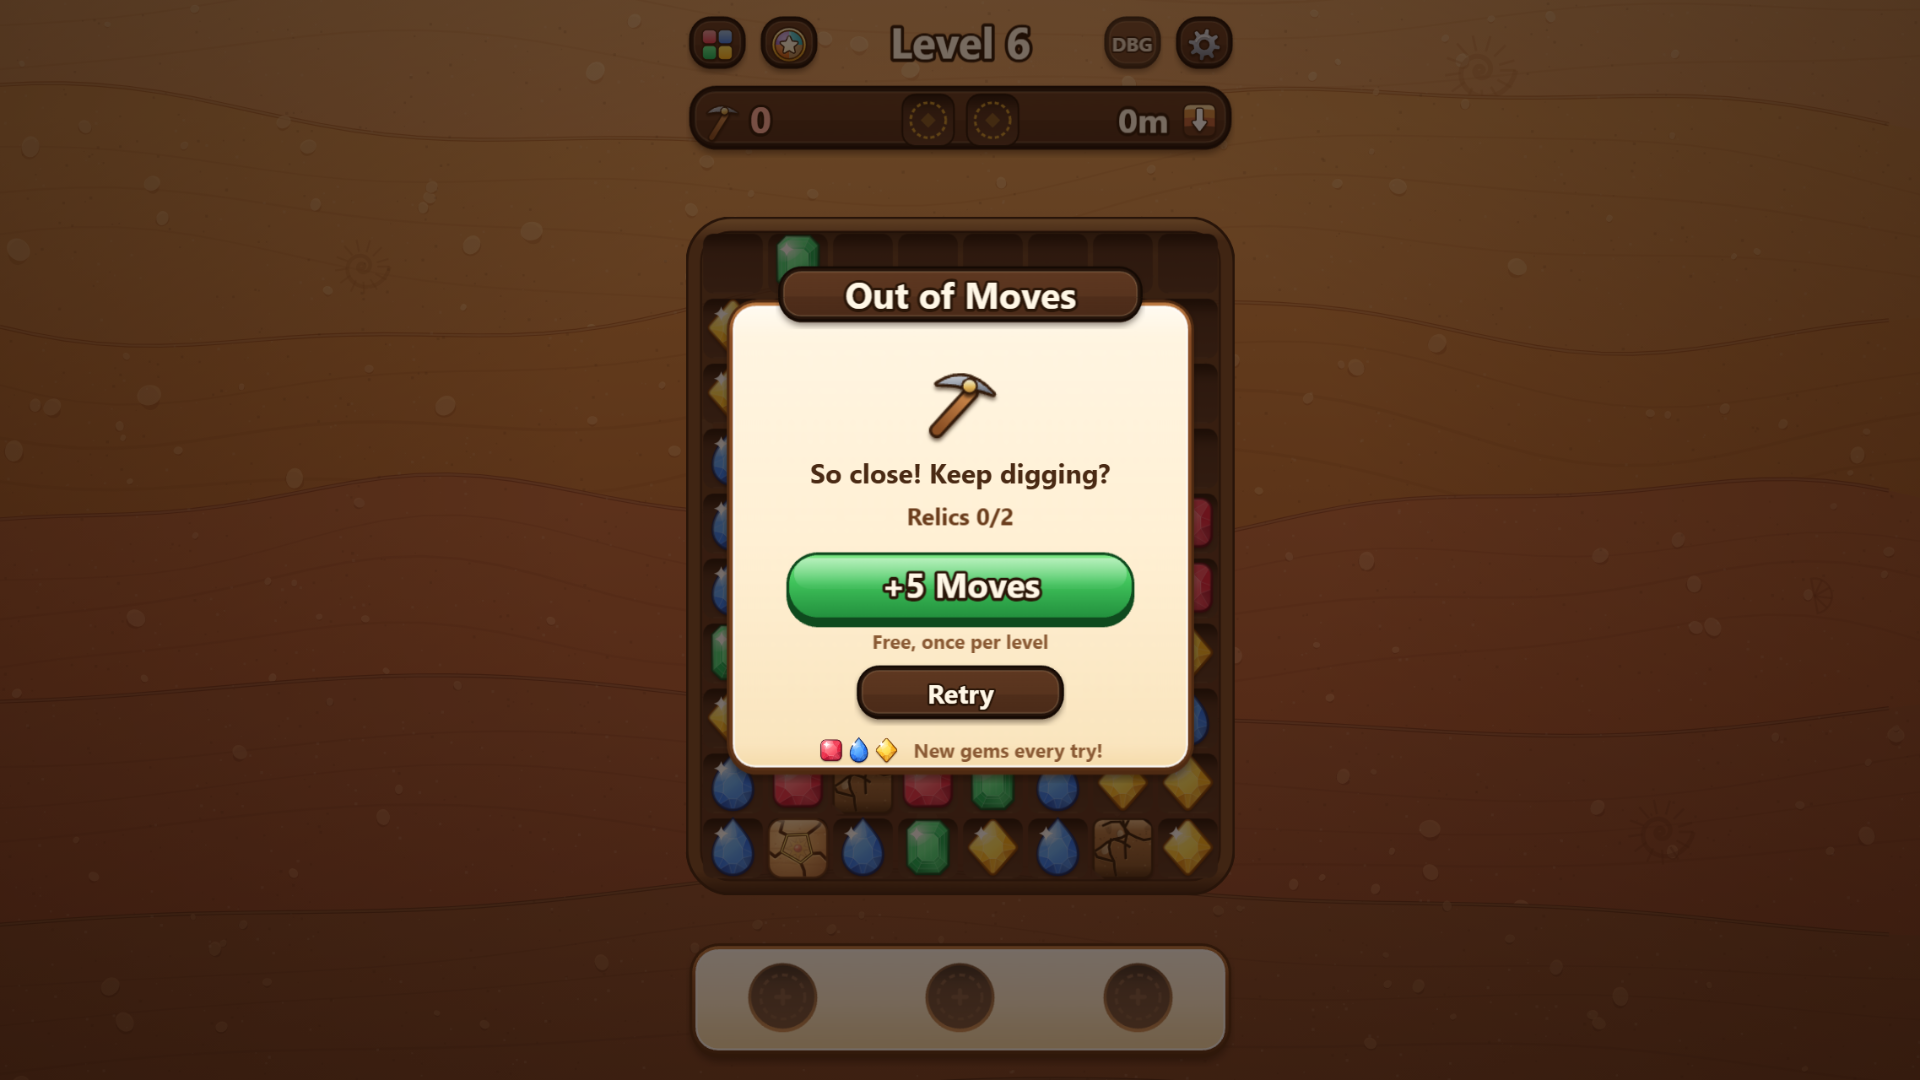 Level 6
DBG
0
0m
Out of Moves
So close! Keep digging?
Relics 0/2
+5 Moves
Free, once per level
Retry
New gems every try!